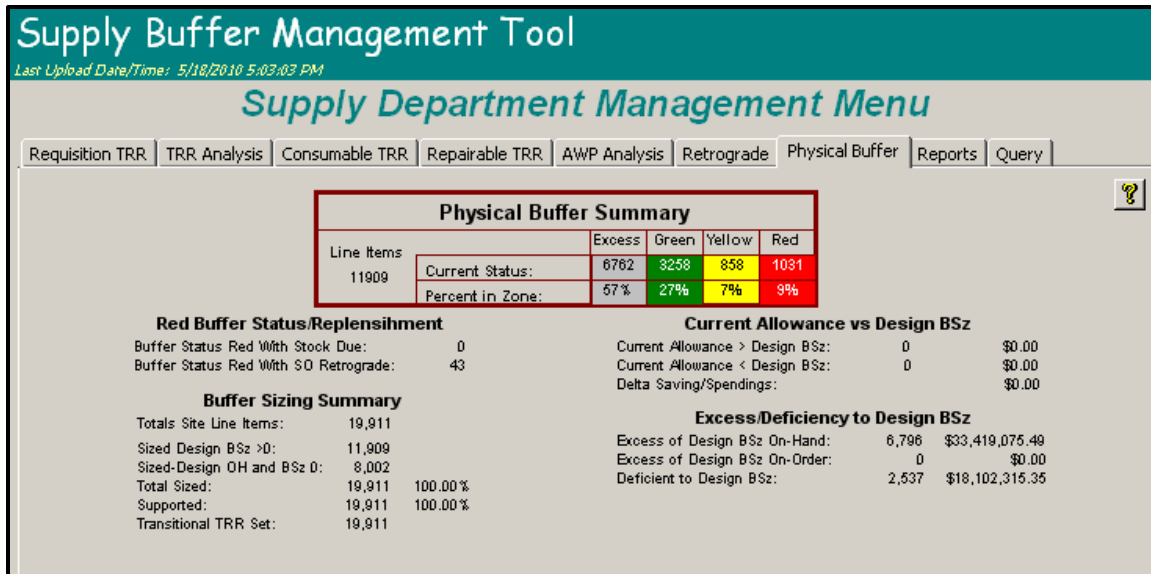 Supply Buffer Management Tool
Last Upload Date/Time: 5/18/2010 5:03:03 PM
Supply Department Management Menu
Requisition TRR TRR Analysis Consumable TRR Repairable TRR AWP Analysis Retrograde Physical Buffer Reports Query
?
Physical Buffer Summary
Line Items
11909
Excess Green Yellow Red
Current Status: 6762 3258 858 1031
Percent in Zone: 57% 27% 7% 9%
Red Buffer Status/Replensihment
Buffer Status Red With Stock Due: 0
Buffer Status Red With SO Retrograde: 43
Buffer Sizing Summary
Totals Site Line Items: 19,911
Sized Design BSz >0: 11,909
Sized-Design OH and BSz 0: 8,002
Total Sized: 19,911 100.00%
Supported: 19,911 100.00%
Transitional TRR Set: 19,911
Current Allowance vs Design BSz
Current Allowance > Design BSz: 0 $0.00
Current Allowance < Design BSz: 0 $0.00
Delta Saving/Spendings: $0.00
Excess/Deficiency to Design BSz
Excess of Design BSz On-Hand: 6,796 $33,419,075.49
Excess of Design BSz On-Order: 0 $0.00
Deficient to Design BSz: 2,537 $18,102,315.35